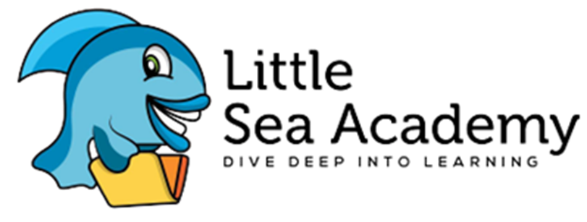 Little
Sea Academy
DIVE DEEP INTO LEARNING